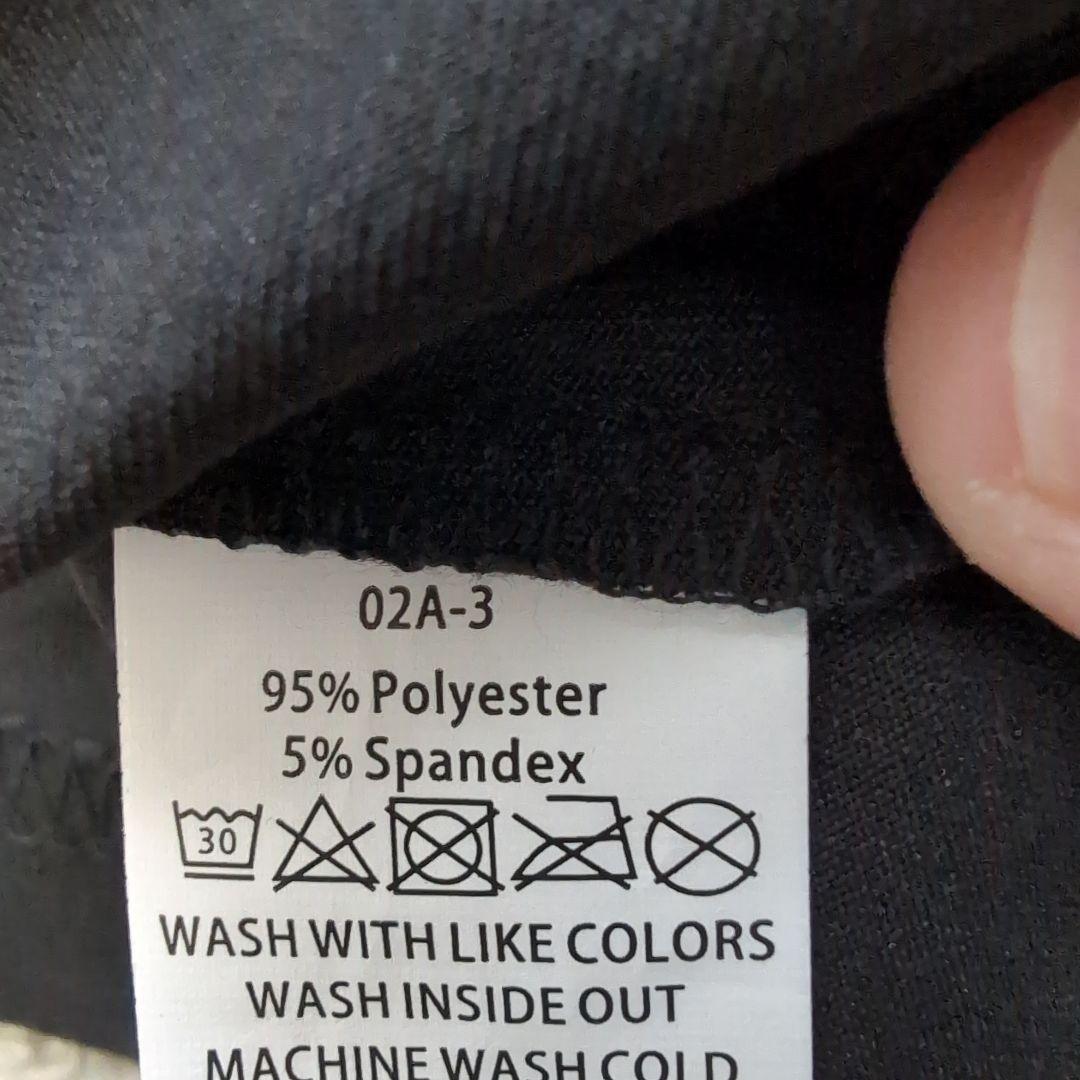 02A-3
95% Polyester
5% Spandex
30
WASH WITH LIKE COLORS
WASH INSIDE OUT
MACHINE WASH COLD